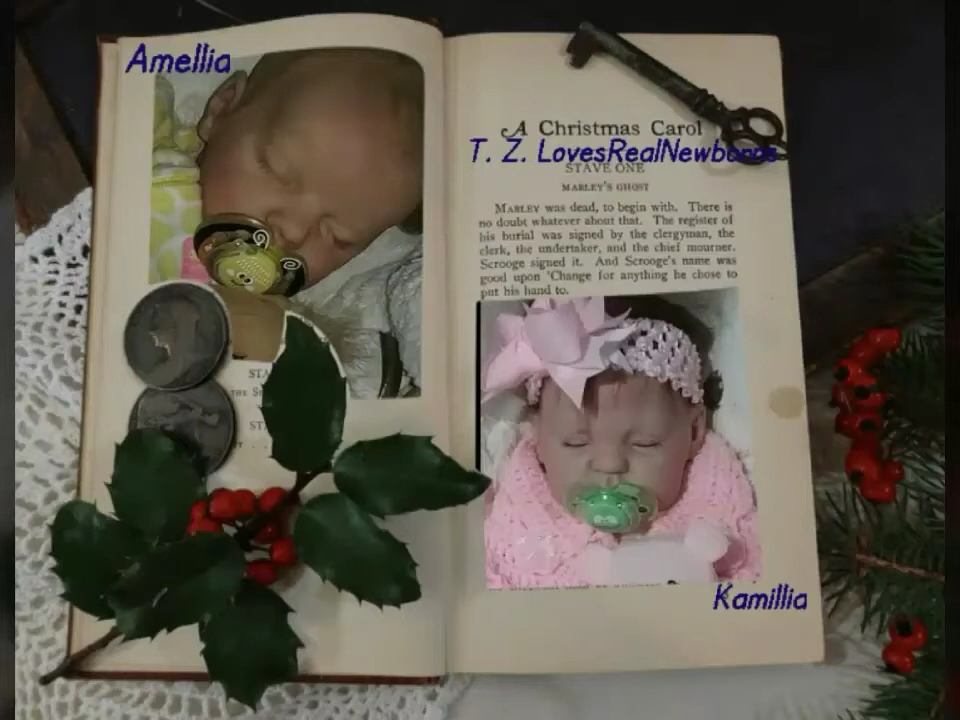 Amellia
A Christmas Carol
T. Z. LovesRealNewborns
STAVE ONE
MARLEY'S GHOST
MARLEY was dead, to begin with. There is
no doubt whatever about that. The register of
his burial was signed by the clergyman, the
clerk, the undertaker, and the chief mourner.
Scrooge signed it. And Scrooge's name was
good upon 'Change for anything he chose to
put his hand to.
Kamillia